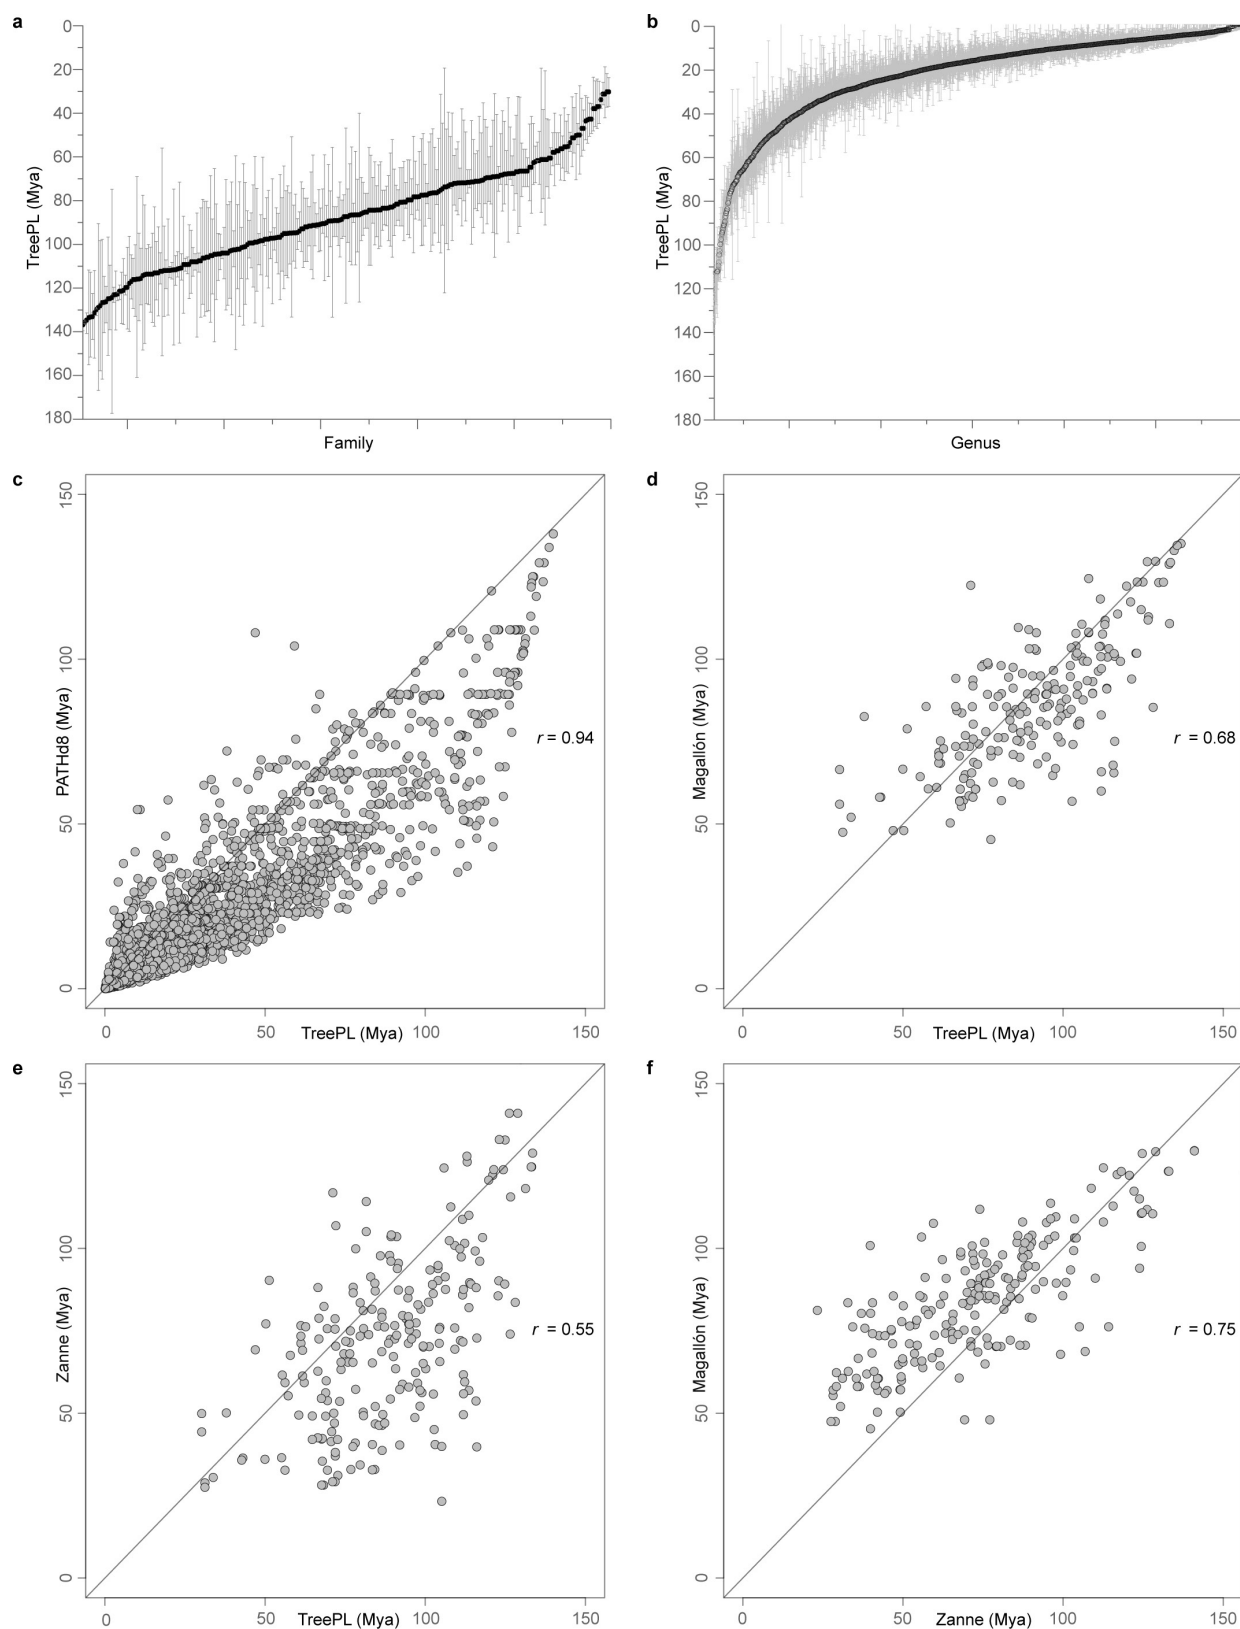 a
0
20
40
60
80
100
120
140
160
180
TreePL (Mya)
Family
b
0
20
40
60
80
100
120
140
160
180
TreePL (Mya)
Genus
c
150
100
50
0
PATHd8 (Mya)
r = 0.94
0 50 TreePL (Mya) 100 150
d
150
100
50
0
Magallón (Mya)
r = 0.68
0 50 TreePL (Mya) 100 150
e
150
100
50
0
Zanne (Mya)
r = 0.55
0 50 TreePL (Mya) 100 150
f
150
100
50
0
Magallón (Mya)
r = 0.75
0 50 Zanne (Mya) 100 150